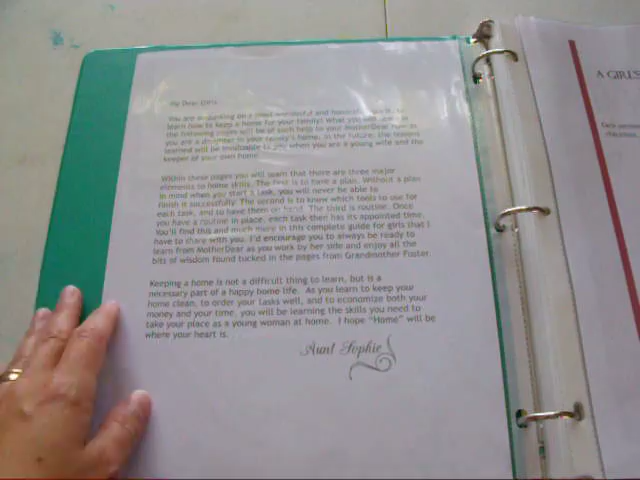 My Dear Girls
You are embarking on a most wonderful and honorable to
learn how to keep a home for your family! What you will learn in
the following pages will be of such help to your MotherDear now as
you are a daughter in your family's home. In the future, the lessons
learned will be invaluable to you when you are a young wife and the
keeper of your own home.
Within these pages you will learn that there are three major
elements to home skills. The first is to have a plan. Without a plan
in mind when you start a task, you will never be able to
finish it successfully. The second is to know which tools to use for
each task, and to have them on hand. The third is routine. Once
you have a routine in place, each task then has its appointed time.
You'll find this and much more in this complete guide for girls that I
have to share with you. I'd encourage you to always be ready to
learn from MotherDear as you work by her side and enjoy all the
bits of wisdom found tucked in the pages from Grandmother Foster.
Keeping a home is not a difficult thing to learn, but is a
necessary part of a happy home life. As you learn to keep your
home clean, to order your tasks well, and to economize both your
money and your time, you will be learning the skills you need to
take your place as a young woman at home. I hope "Home" will be
where your heart is.
Aunt Sophie
A GIRL'S